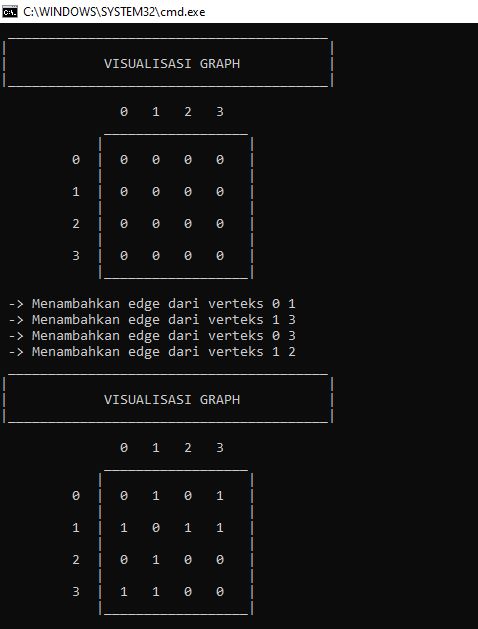 C:\WINDOWS\SYSTEM32\cmd.exe
VISUALISASI GRAPH
0 1 2 3
0 0 0 0 0
1 0 0 0 0
2 0 0 0 0
3 0 0 0 0
-> Menambahkan edge dari verteks 0 1
-> Menambahkan edge dari verteks 1 3
-> Menambahkan edge dari verteks 0 3
-> Menambahkan edge dari verteks 1 2
VISUALISASI GRAPH
0 1 2 3
0 0 1 0 1
1 1 0 1 1
2 0 1 0 0
3 1 1 0 0